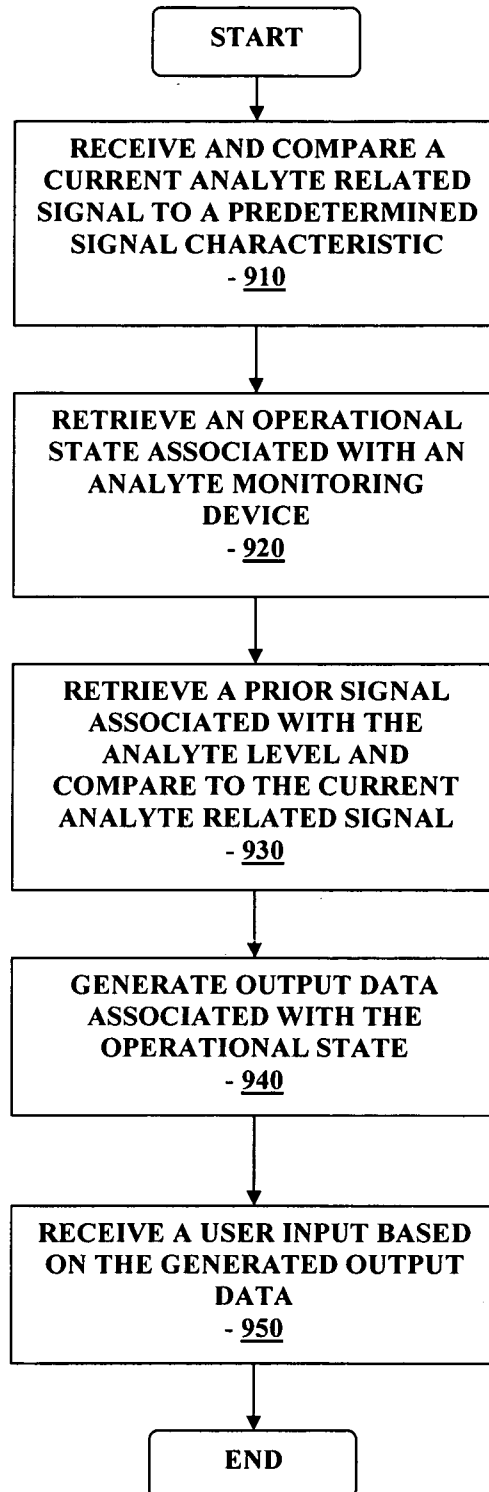 START
RECEIVE AND COMPARE A
CURRENT ANALYTE RELATED
SIGNAL TO A PREDETERMINED
SIGNAL CHARACTERISTIC
- 910
RETRIEVE AN OPERATIONAL
STATE ASSOCIATED WITH AN
ANALYTE MONITORING
DEVICE
- 920
RETRIEVE A PRIOR SIGNAL
ASSOCIATED WITH THE
ANALYTE LEVEL AND
COMPARE TO THE CURRENT
ANALYTE RELATED SIGNAL
- 930
GENERATE OUTPUT DATA
ASSOCIATED WITH THE
OPERATIONAL STATE
- 940
RECEIVE A USER INPUT BASED
ON THE GENERATED OUTPUT
DATA
- 950
END